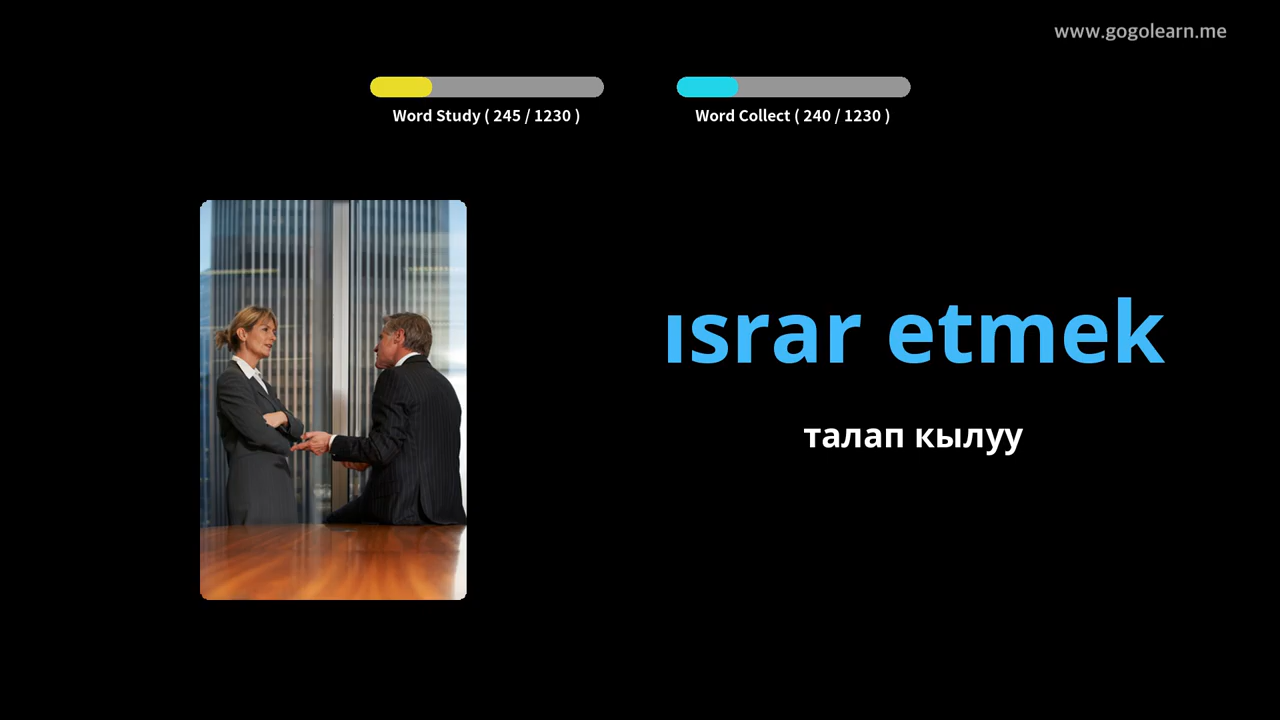 www.gogolearn.me
Word Study ( 245 / 1230 )
Word Collect ( 240 / 1230 )
ısrar etmek
талап кылуу